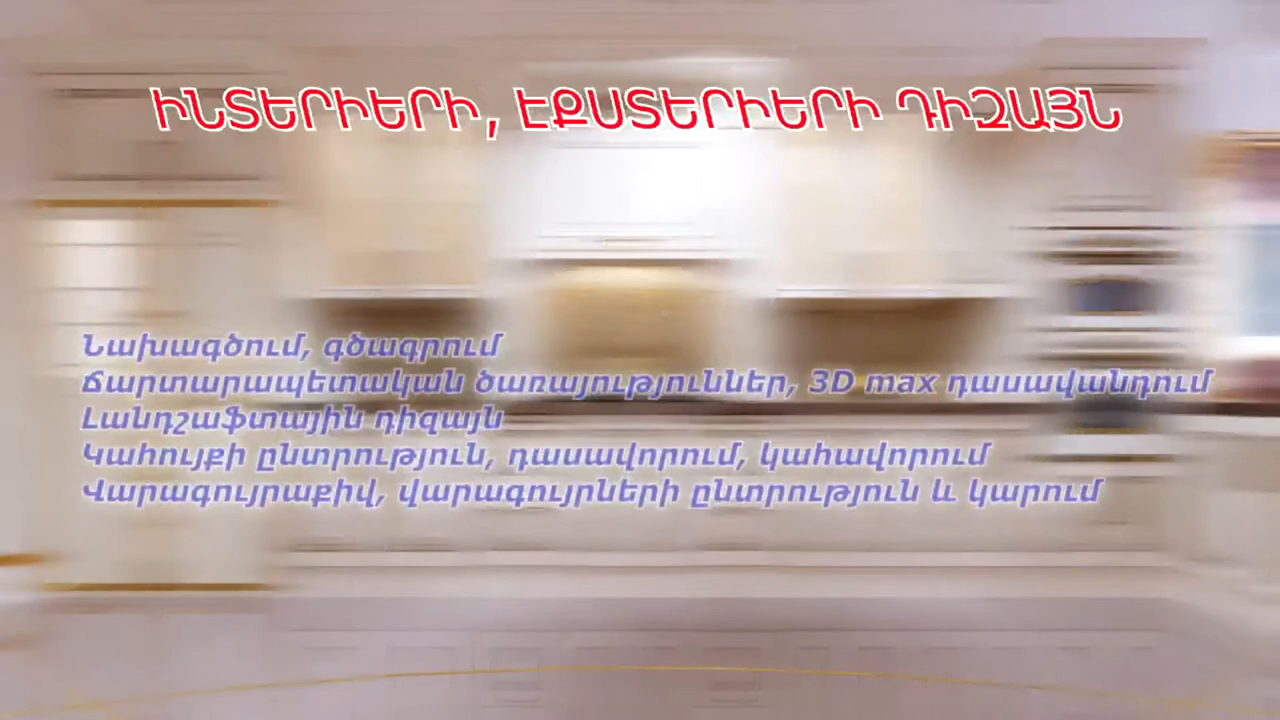 ԻՆՏԵՐԻԵՐԻ, ԷՔՍՏԵՐԻԵՐԻ ԴԻԶԱՅՆ
Նախագծում, գծագրում
Ճարտարապետական ծառայություններ, 3D max դասավանդում
Լանդշաֆտային դիզայն
Կահույքի ընտրություն, դասավորում, կահավորում
Վարագույրաքիվ, վարագույրների ընտրություն և կարում